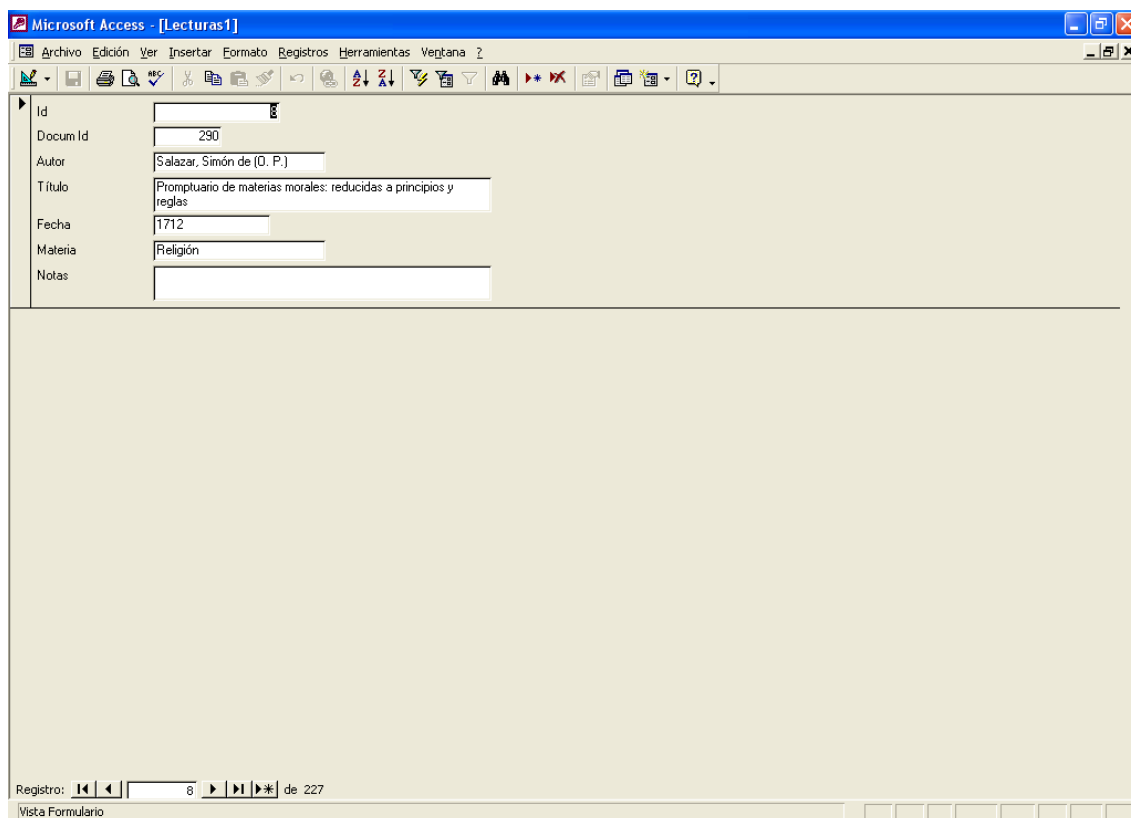 Microsoft Access - [Lecturas1]
Archivo Edición Ver Insertar Formato Registros Herramientas Ventana ?
Id 8
Docum Id 290
Autor Salazar, Simón de (O. P.)
Título Promptuario de materias morales: reducidas a principios y
reglas
Fecha 1712
Materia Religión
Notas
Registro: 8 de 227
Vista Formulario